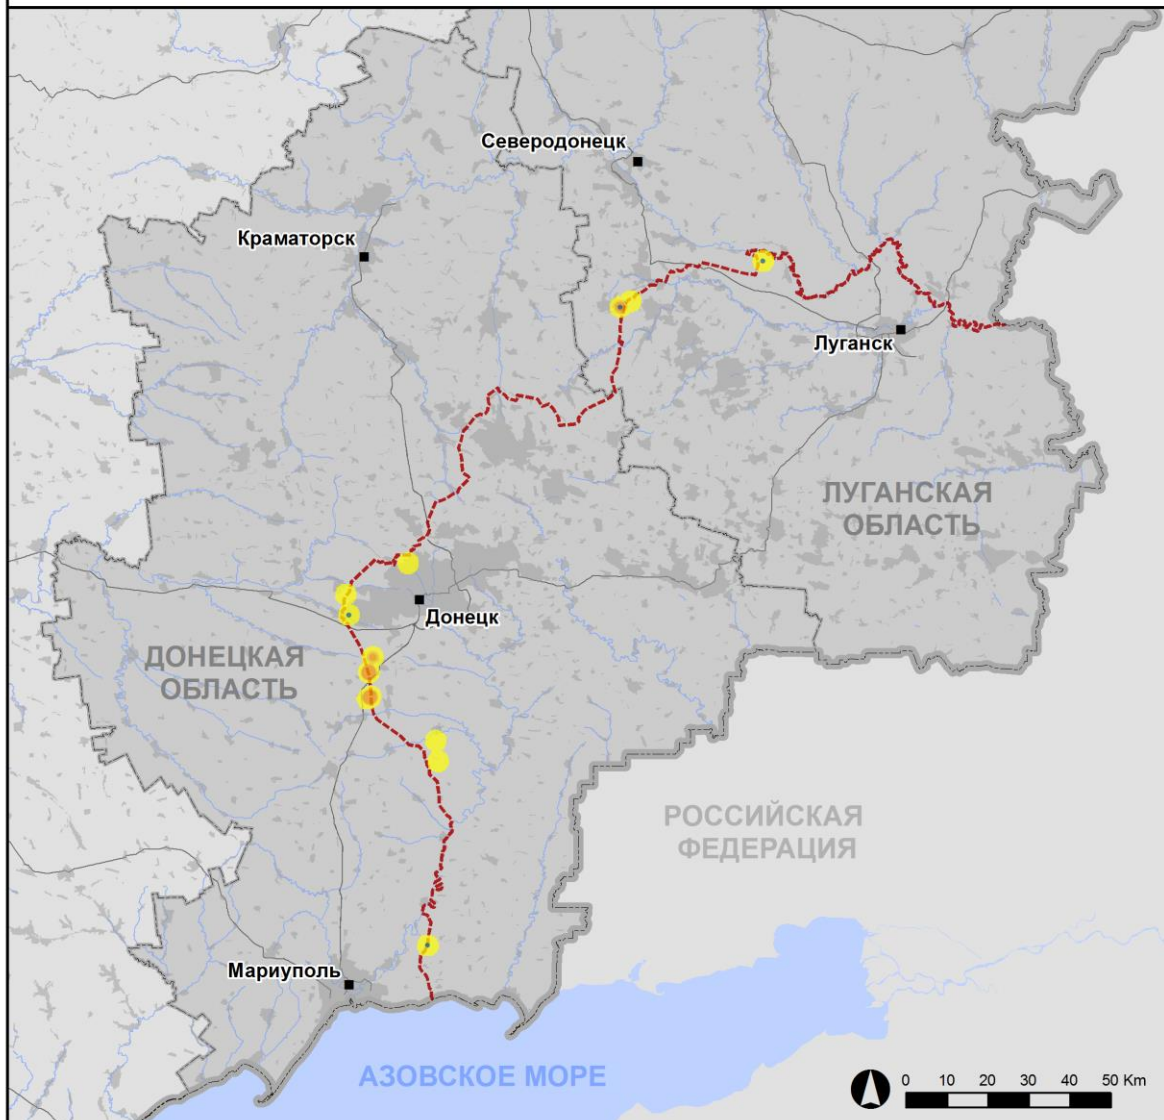 Северодонецк
Краматорск
Луганск
ЛУГАНСКАЯ
ОБЛАСТЬ
Донецк
ДОНЕЦКАЯ
ОБЛАСТЬ
РОССИЙСКАЯ
ФЕДЕРАЦИЯ
Мариуполь
АЗОВСКОЕ МОРЕ
0 10 20 30 40 50 Km